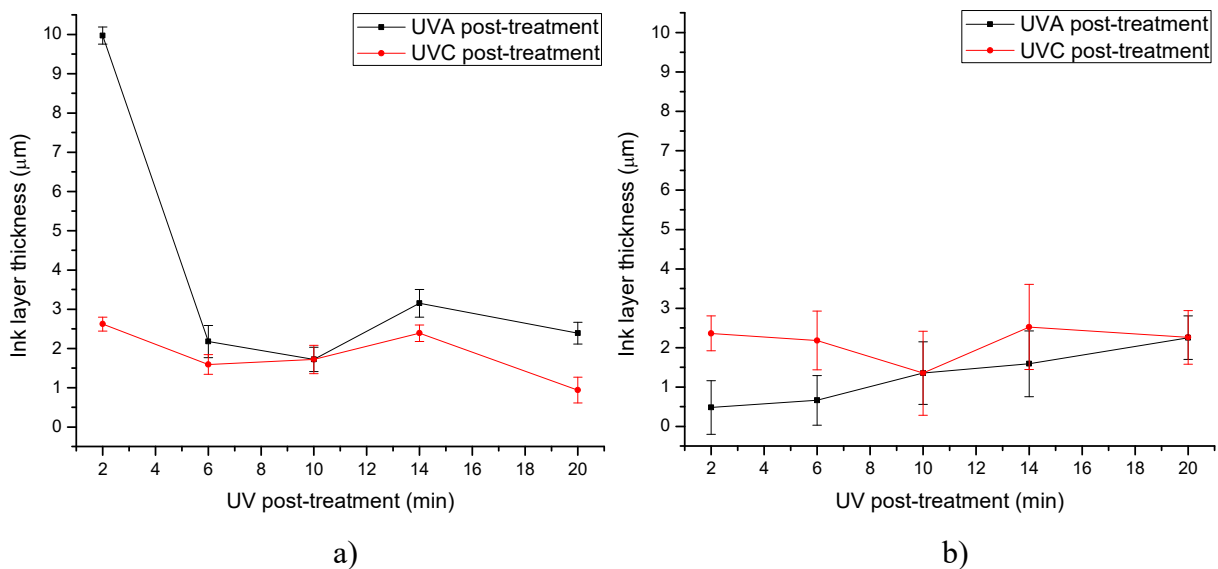 UVA post-treatment
UVC post-treatment
10
9
8
7
6
5
4
3
2
1
0
Ink layer thickness (μm)
2 4 6 8 10 12 14 16 18 20
UV post-treatment (min)
a)
UVA post-treatment
UVC post-treatment
10
9
8
7
6
5
4
3
2
1
0
Ink layer thickness (μm)
2 4 6 8 10 12 14 16 18 20
UV post-treatment (min)
b)